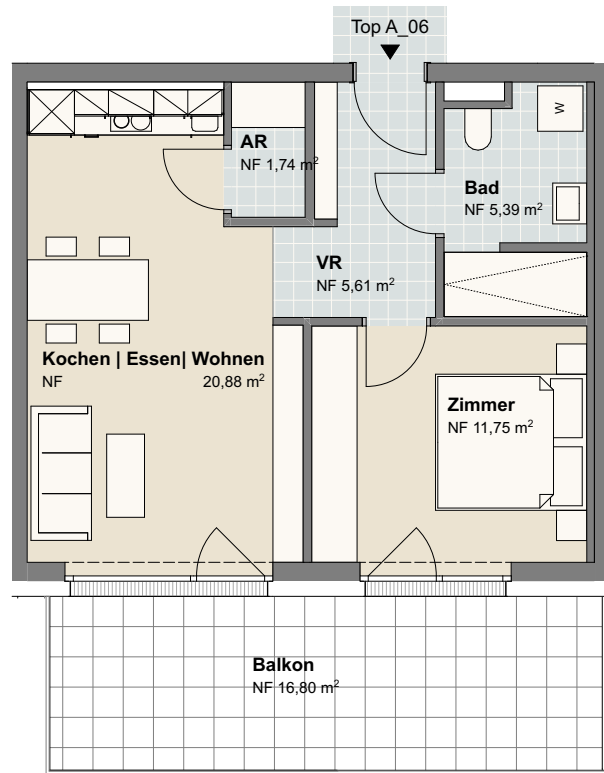 Top A_06
W
AR
NF 1,74 m²
Bad
NF 5,39 m²
VR
NF 5,61 m²
Kochen | Essen| Wohnen
NF 20,88 m²
Zimmer
NF 11,75 m²
Balkon
NF 16,80 m²